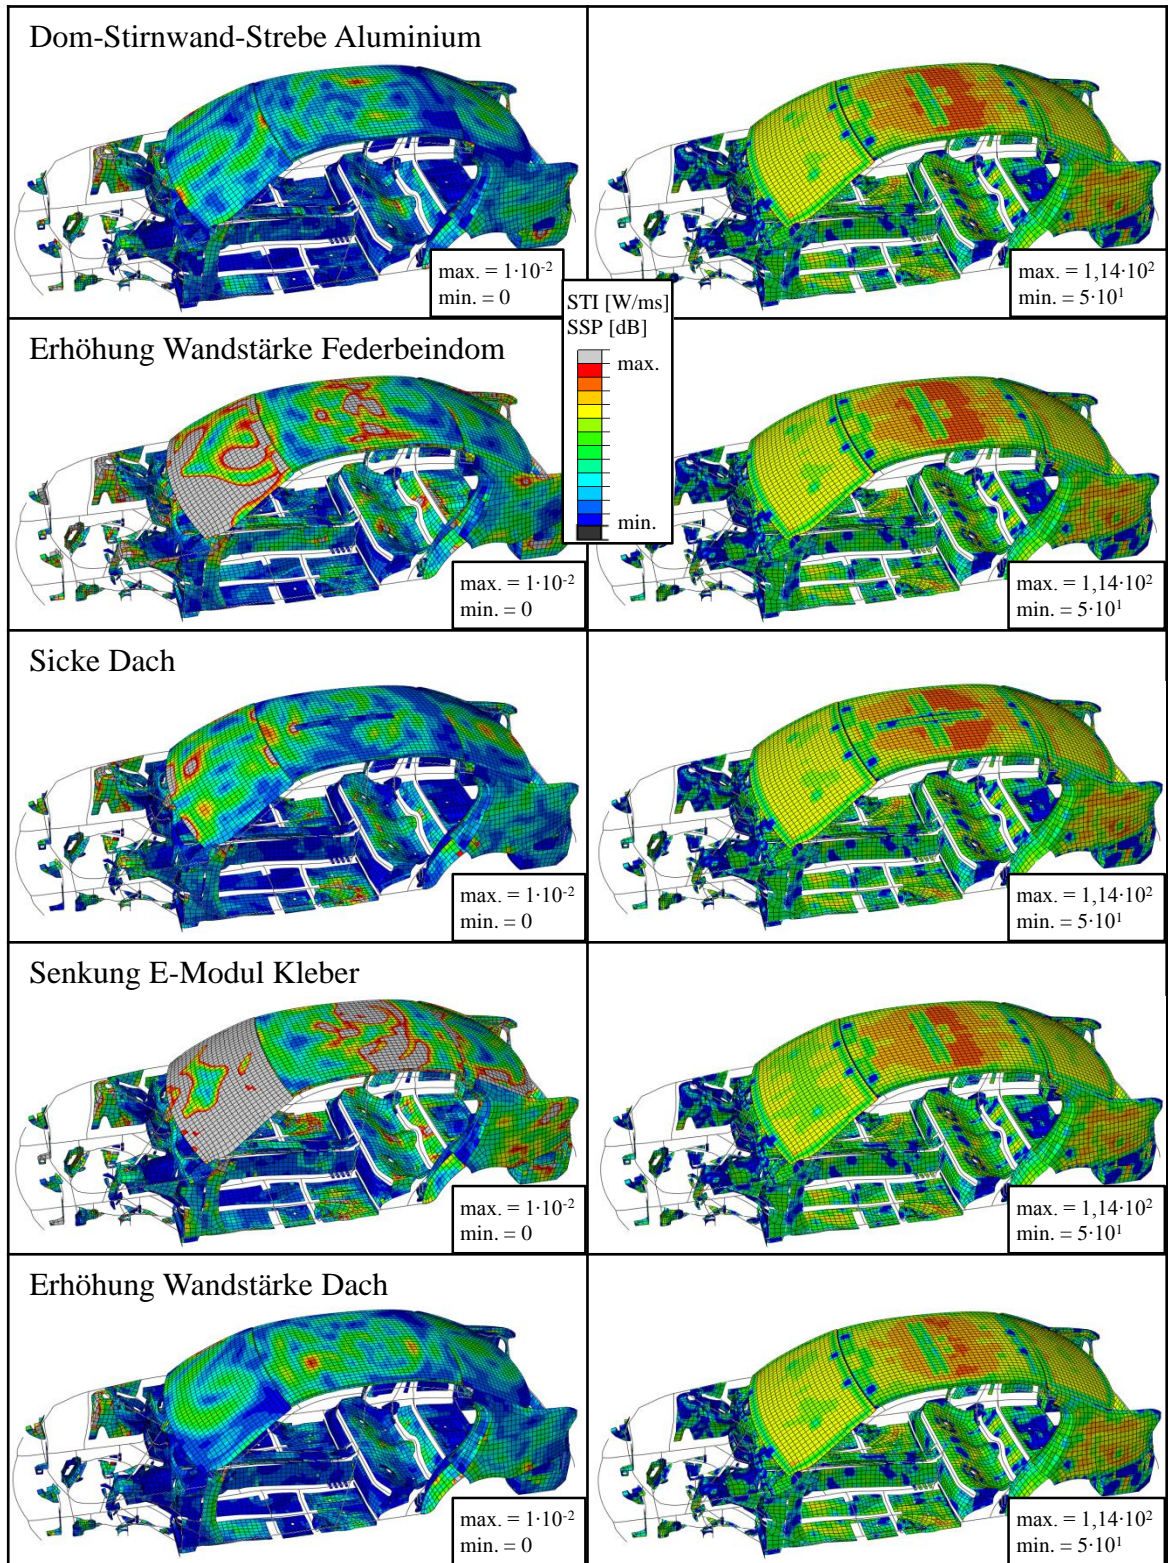 Dom-Stirnwand-Strebe Aluminium
max. = 1·10⁻²
min. = 0
max. = 1,14·10²
min. = 5·10¹
STI [W/ms]
SSP [dB]
max.
min.
Erhöhung Wandstärke Federbeindom
max. = 1·10⁻²
min. = 0
max. = 1,14·10²
min. = 5·10¹
Sicke Dach
max. = 1·10⁻²
min. = 0
max. = 1,14·10²
min. = 5·10¹
Senkung E-Modul Kleber
max. = 1·10⁻²
min. = 0
max. = 1,14·10²
min. = 5·10¹
Erhöhung Wandstärke Dach
max. = 1·10⁻²
min. = 0
max. = 1,14·10²
min. = 5·10¹